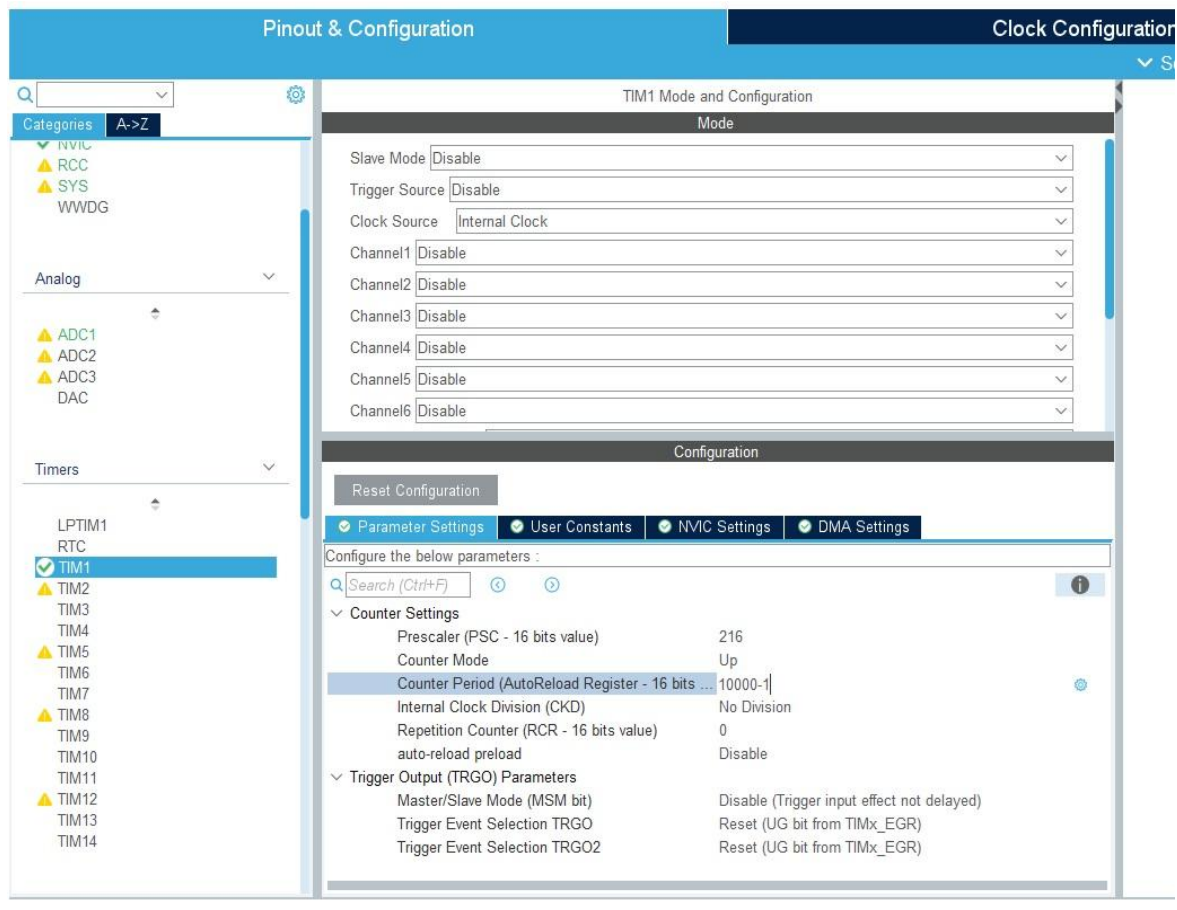 Pinout & Configuration
Clock Configuration
TIM1 Mode and Configuration
Categories
A->Z
Mode
NVIC
RCC
SYS
WWDG
Analog
ADC1
ADC2
ADC3
DAC
Timers
LPTIM1
RTC
TIM1
TIM2
TIM3
TIM4
TIM5
TIM6
TIM7
TIM8
TIM9
TIM10
TIM11
TIM12
TIM13
TIM14
Slave Mode Disable
Trigger Source Disable
Clock Source Internal Clock
Channel1 Disable
Channel2 Disable
Channel3 Disable
Channel4 Disable
Channel5 Disable
Channel6 Disable
Configuration
Reset Configuration
Parameter Settings
User Constants
NVIC Settings
DMA Settings
Configure the below parameters :
Search (Ctrl+F)
Counter Settings
Prescaler (PSC - 16 bits value) 216
Counter Mode Up
Counter Period (AutoReload Register - 16 bits ... 10000-1
Internal Clock Division (CKD) No Division
Repetition Counter (RCR - 16 bits value) 0
auto-reload preload Disable
Trigger Output (TRGO) Parameters
Master/Slave Mode (MSM bit) Disable (Trigger input effect not delayed)
Trigger Event Selection TRGO Reset (UG bit from TIMx_EGR)
Trigger Event Selection TRGO2 Reset (UG bit from TIMx_EGR)